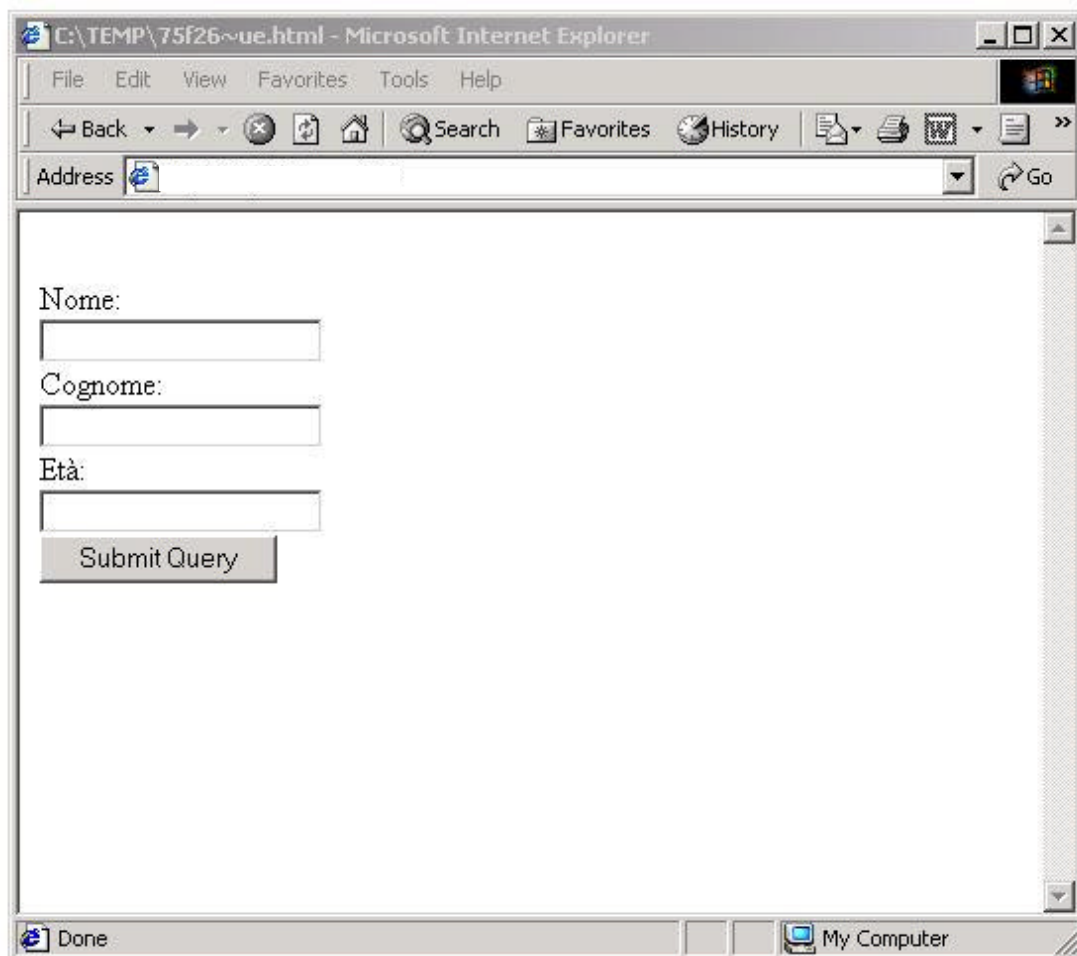 C:\TEMP\75f26~ue.html - Microsoft Internet Explorer
File Edit View Favorites Tools Help
Back Search Favorites History »
Address Go
Nome:
Cognome:
Età:
Submit Query
Done My Computer